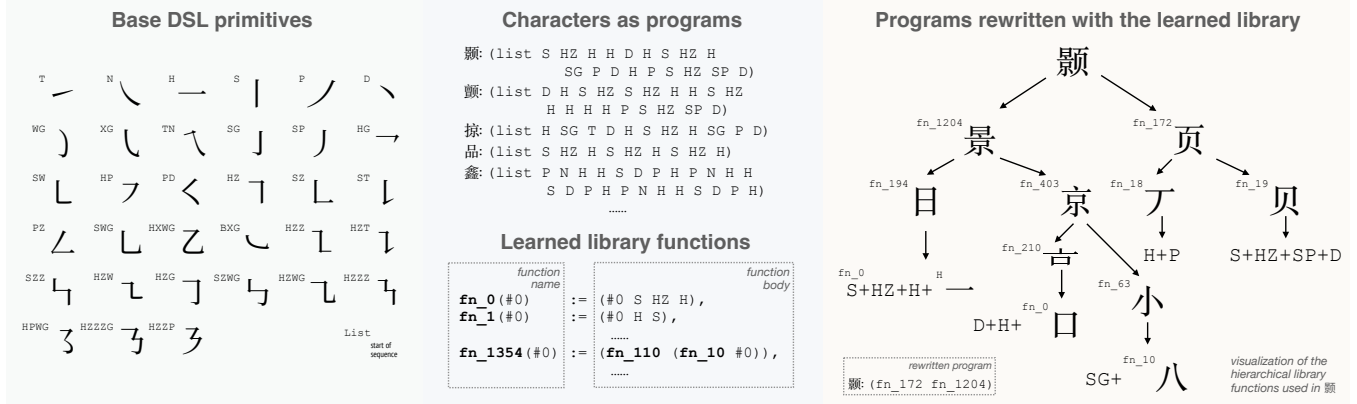 Base DSL primitives
T N H S P D
WG XG TN SG SP HG
SW HP PD HZ SZ ST
PZ SWG HXWG BXG HZZ HZT
SZZ HZW HZG SZWG HZWG HZZZ
HPWG HZZZG HZZP List
start of
sequence
Characters as programs
颢: (list S HZ H H D H S HZ H
SG P D H P S HZ SP D)
颤: (list D H S HZ S HZ H H S HZ
H H H H P S HZ SP D)
掠: (list H SG T D H S HZ H SG P D)
品: (list S HZ H S HZ H S HZ H)
鑫: (list P N H H S D P H P N H H
S D P H P N H H S D P H)
......
Learned library functions
function
name
function
body
fn_0(#0) := (#0 S HZ H),
fn_1(#0) := (#0 H S),
......
fn_1354(#0) := (fn_110 (fn_10 #0)),
......
Programs rewritten with the learned library
颢
fn_1204 景 fn_172 页
fn_194 日 fn_403 京 fn_18 丆 fn_19 贝
fn_210 H+P S+HZ+SP+D
fn_0 S+HZ+H+ H 一
fn_63 小
D+H+ fn_0 口
SG+ fn_10 八
rewritten program
颢: (fn_172 fn_1204)
visualization of the
hierarchical library
functions used in 颢